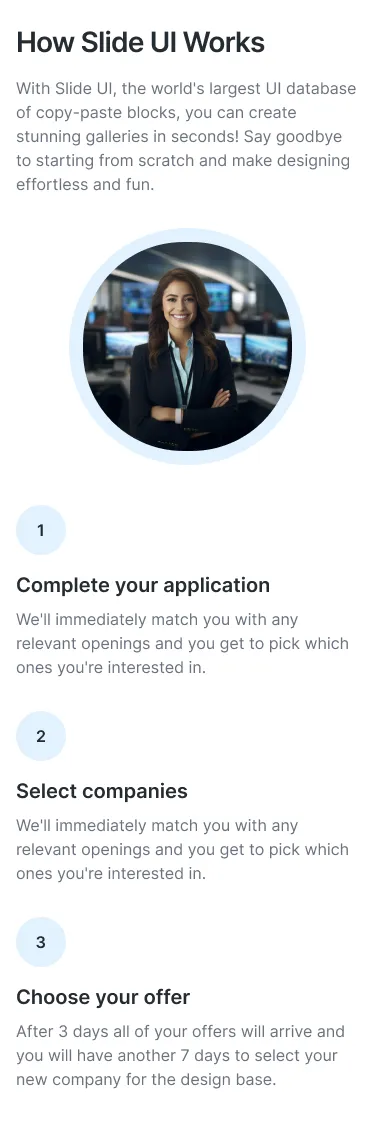 How Slide UI Works
With Slide UI, the world's largest UI database
of copy-paste blocks, you can create
stunning galleries in seconds! Say goodbye
to starting from scratch and make designing
effortless and fun.
1
Complete your application
We'll immediately match you with any
relevant openings and you get to pick which
ones you're interested in.
2
Select companies
We'll immediately match you with any
relevant openings and you get to pick which
ones you're interested in.
3
Choose your offer
After 3 days all of your offers will arrive and
you will have another 7 days to select your
new company for the design base.